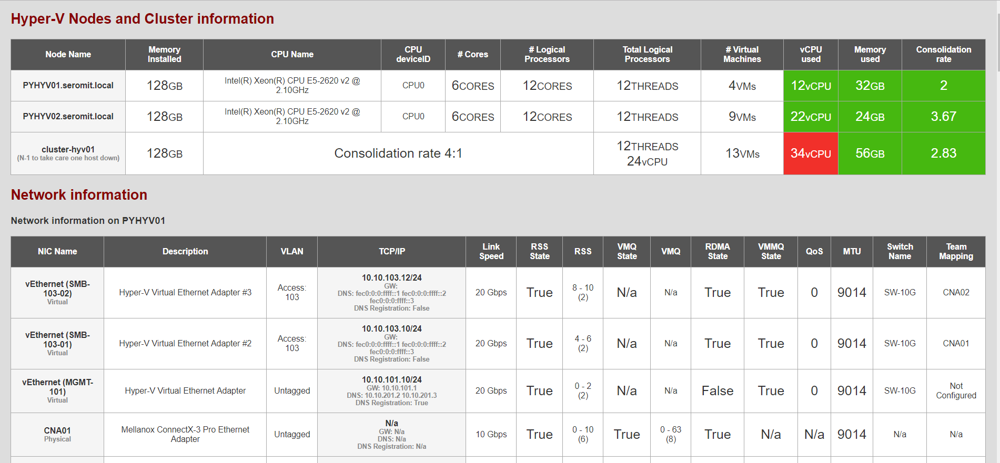 Hyper-V Nodes and Cluster information
Node Name
Memory
Installed
CPU Name
CPU
deviceID
# Cores
# Logical
Processors
Total Logical
Processors
# Virtual
Machines
vCPU
used
Memory
used
Consolidation
rate
PYHYV01.seromit.local
128GB
Intel(R) Xeon(R) CPU E5-2620 v2 @
2.10GHz
CPU0
6CORES
12CORES
12THREADS
4VMs
12vCPU
32GB
2
PYHYV02.seromit.local
128GB
Intel(R) Xeon(R) CPU E5-2620 v2 @
2.10GHz
CPU0
6CORES
12CORES
12THREADS
9VMs
22vCPU
24GB
3.67
cluster-hyv01
(N-1 to take care one host down)
128GB
Consolidation rate 4:1
12THREADS
24vCPU
13VMs
34vCPU
56GB
2.83
Network information
Network information on PYHYV01
NIC Name
Description
VLAN
TCP/IP
Link
Speed
RSS
State
RSS
VMQ
State
VMQ
RDMA
State
VMMQ
State
QoS
MTU
Switch
Name
Team
Mapping
vEthernet (SMB-
103-02)
Virtual
Hyper-V Virtual Ethernet Adapter #3
Access:
103
10.10.103.12/24
GW:
DNS: fec0:0:0:ffff::1 fec0:0:0:ffff::2
fec0:0:0:ffff::3
DNS Registration: False
20 Gbps
True
8 - 10
(2)
N/a
N/a
True
True
0
9014
SW-10G
CNA02
vEthernet (SMB-
103-01)
Virtual
Hyper-V Virtual Ethernet Adapter #2
Access:
103
10.10.103.10/24
GW:
DNS: fec0:0:0:ffff::1 fec0:0:0:ffff::2
fec0:0:0:ffff::3
DNS Registration: False
20 Gbps
True
4 - 6
(2)
N/a
N/a
True
True
0
9014
SW-10G
CNA01
vEthernet (MGMT-
101)
Virtual
Hyper-V Virtual Ethernet Adapter
Untagged
10.10.101.10/24
GW: 10.10.101.1
DNS: 10.10.201.2 10.10.201.3
DNS Registration: True
20 Gbps
True
0 - 2
(2)
N/a
N/a
False
True
0
9014
SW-10G
Not
Configured
CNA01
Physical
Mellanox ConnectX-3 Pro Ethernet
Adapter
Untagged
N/a
GW: N/a
DNS: N/a
DNS Registration: N/a
10 Gbps
True
0 - 10
(6)
True
0 - 63
(8)
True
N/a
N/a
9014
N/a
N/a